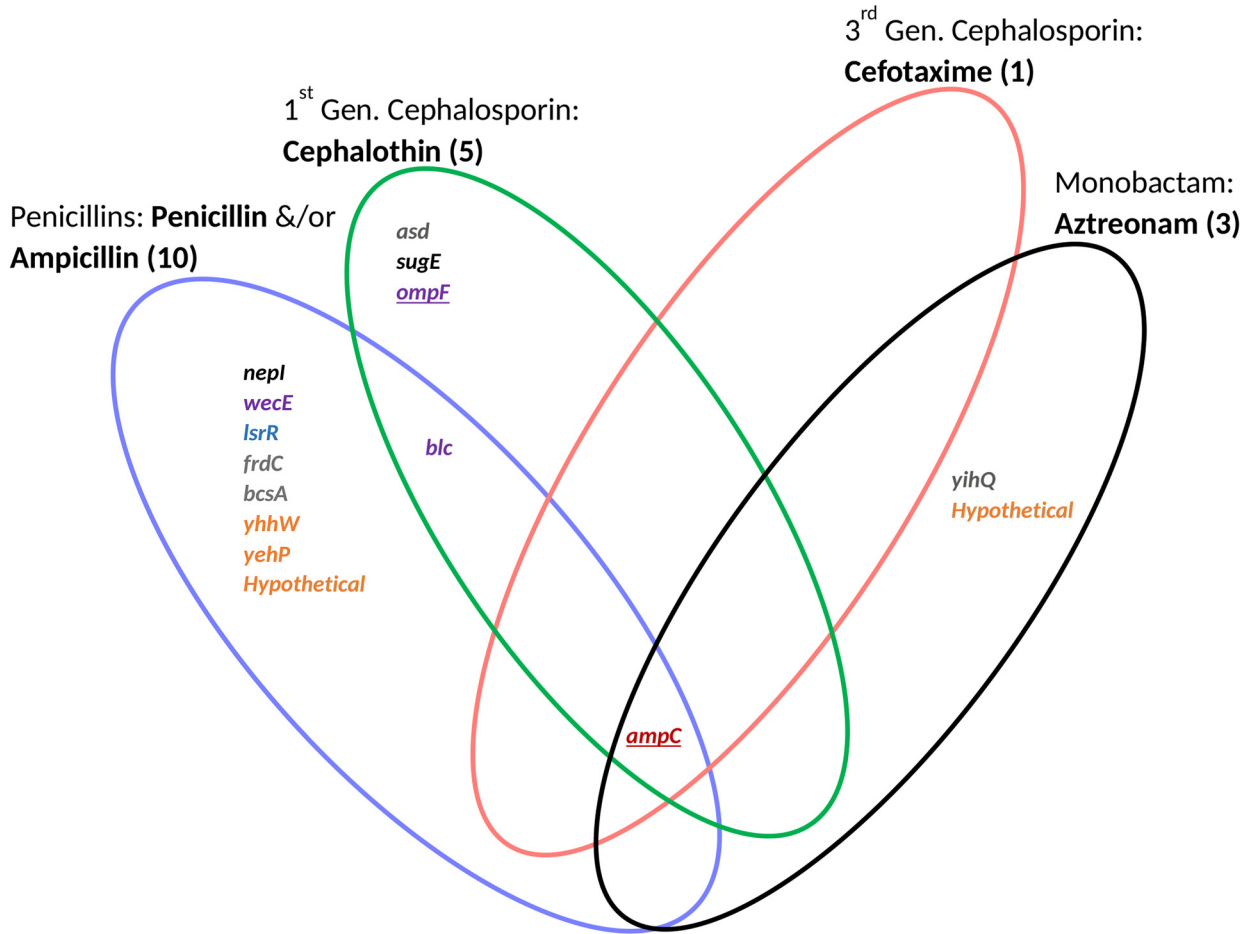 3rd Gen. Cephalosporin:
Cefotaxime (1)
1st Gen. Cephalosporin:
Cephalothin (5)
Monobactam:
Aztreonam (3)
Penicillins: Penicillin &/or
Ampicillin (10)
asd
sugE
ompF
nepI
wecE
lsrR
frdC
bcsA
yhhW
yehP
Hypothetical
blc
yihQ
Hypothetical
ampC